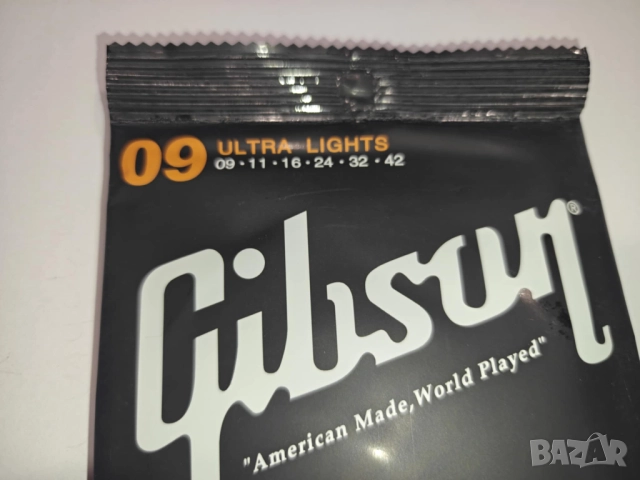 09 ULTRA LIGHTS
09·11·16·24·32·42
Gibson®
"American Made, World Played"
BAZAR